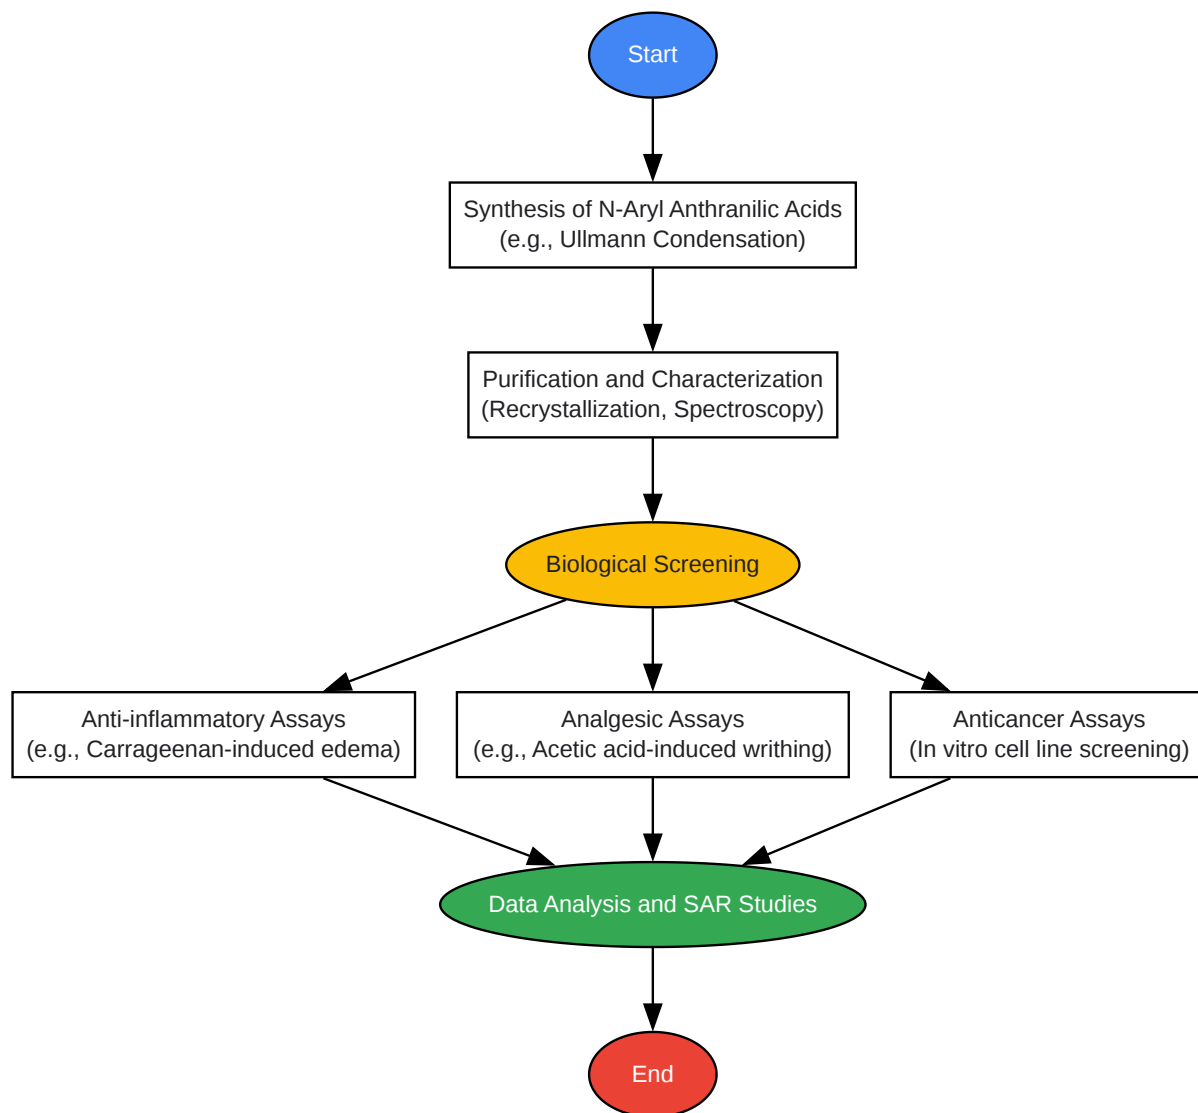 Start
Synthesis of N-Aryl Anthranilic Acids
(e.g., Ullmann Condensation)
Purification and Characterization
(Recrystallization, Spectroscopy)
Biological Screening
Anti-inflammatory Assays
(e.g., Carrageenan-induced edema)
Analgesic Assays
(e.g., Acetic acid-induced writhing)
Anticancer Assays
(In vitro cell line screening)
Data Analysis and SAR Studies
End